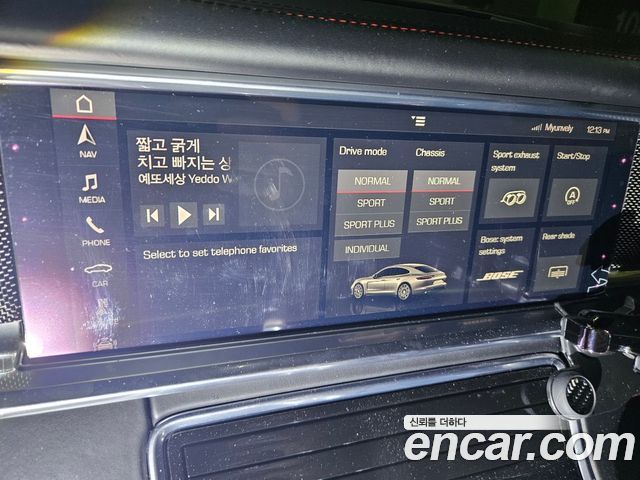 Myunvely 12:13 PM
NAV
MEDIA
PHONE
CAR
짧고 굵게
치고 빠지는 상
예또세상 Yeddo W
Select to set telephone favorites
Drive mode
NORMAL
SPORT
SPORT PLUS
INDIVIDUAL
Chassis
NORMAL
SPORT
SPORT PLUS
Sport exhaust
system
Start/Stop
A
OFF
Bose: system
settings
BOSE
Rear shade
신뢰를 더하다
encar.com